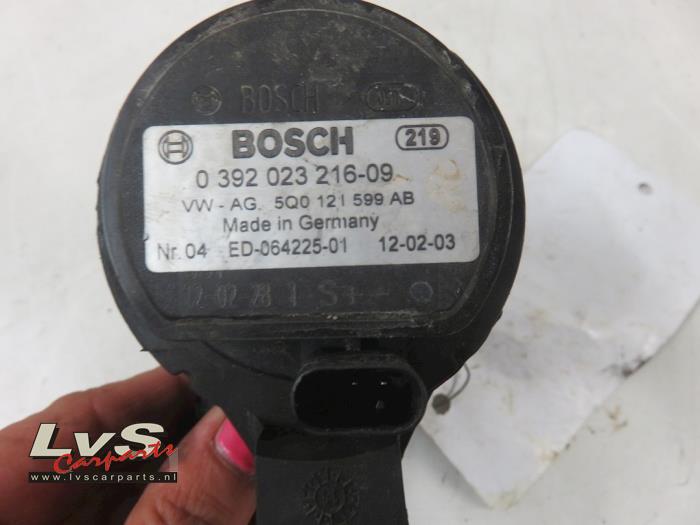 BOSCH
BOSCH 219
0 392 023 216-09
VW - AG. 5Q0 121 599 AB
Made in Germany
Nr. 04 ED-064225-01 12-02-03
LvS
Carparts
www.lvscarparts.nl